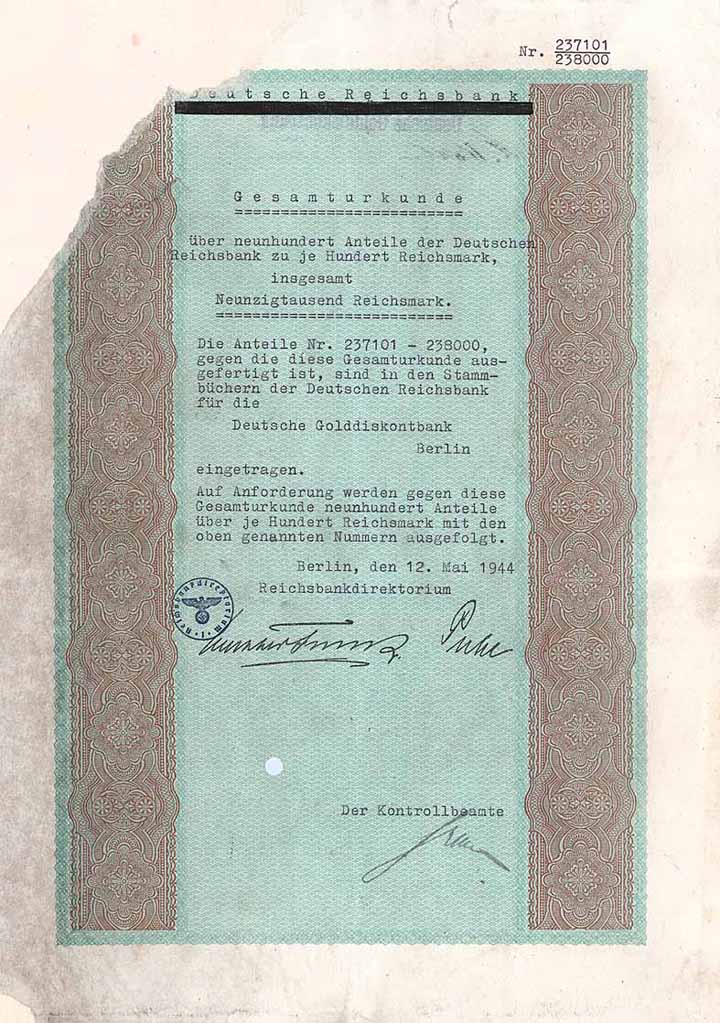 Nr. 237101
238000
Deutsche Reichsbank
Gesamturkunde
über neunhundert Anteile der Deutschen
Reichsbank zu je Hundert Reichsmark,
insgesamt
Neunzigtausend Reichsmark.
Die Anteile Nr. 237101 - 238000,
gegen die diese Gesamturkunde aus-
gefertigt ist, sind in den Stamm-
büchern der Deutschen Reichsbank
für die
Deutsche Golddiskontbank
Berlin
eingetragen.
Auf Anforderung werden gegen diese
Gesamturkunde neunhundert Anteile
über je Hundert Reichsmark mit den
oben genannten Nummern ausgefolgt.
Berlin, den 12. Mai 1944
Reichsbankdirektorium
Reichsbankdirectorium
1
Puhl
Der Kontrollbeamte